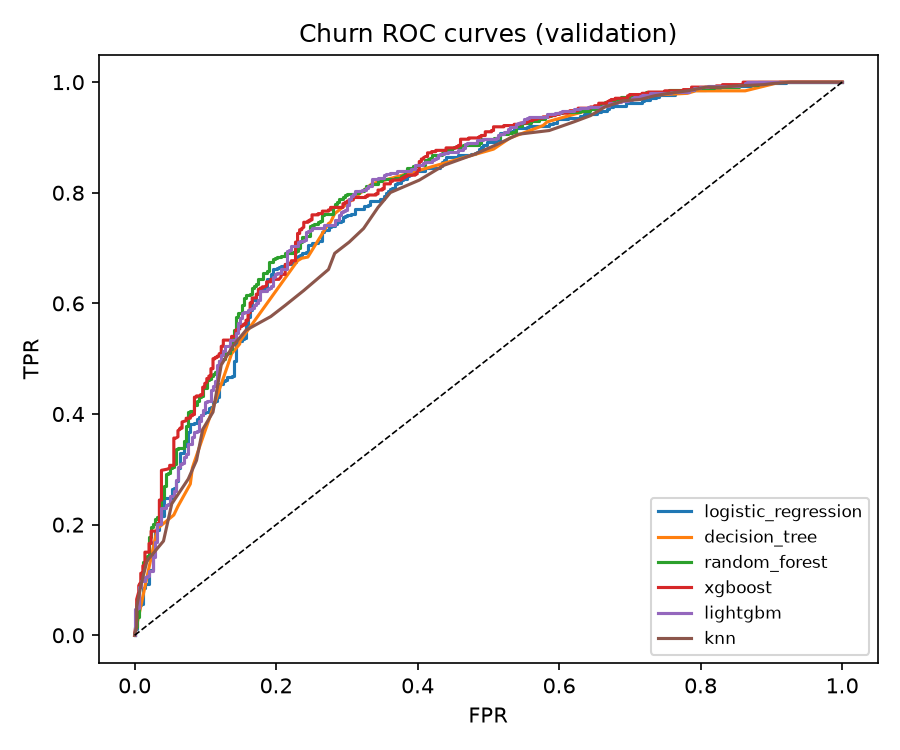 Churn ROC curves (validation)
TPR
1.0
0.8
0.6
0.4
0.2
0.0
0.0 0.2 0.4 0.6 0.8 1.0
FPR
logistic_regression
decision_tree
random_forest
xgboost
lightgbm
knn